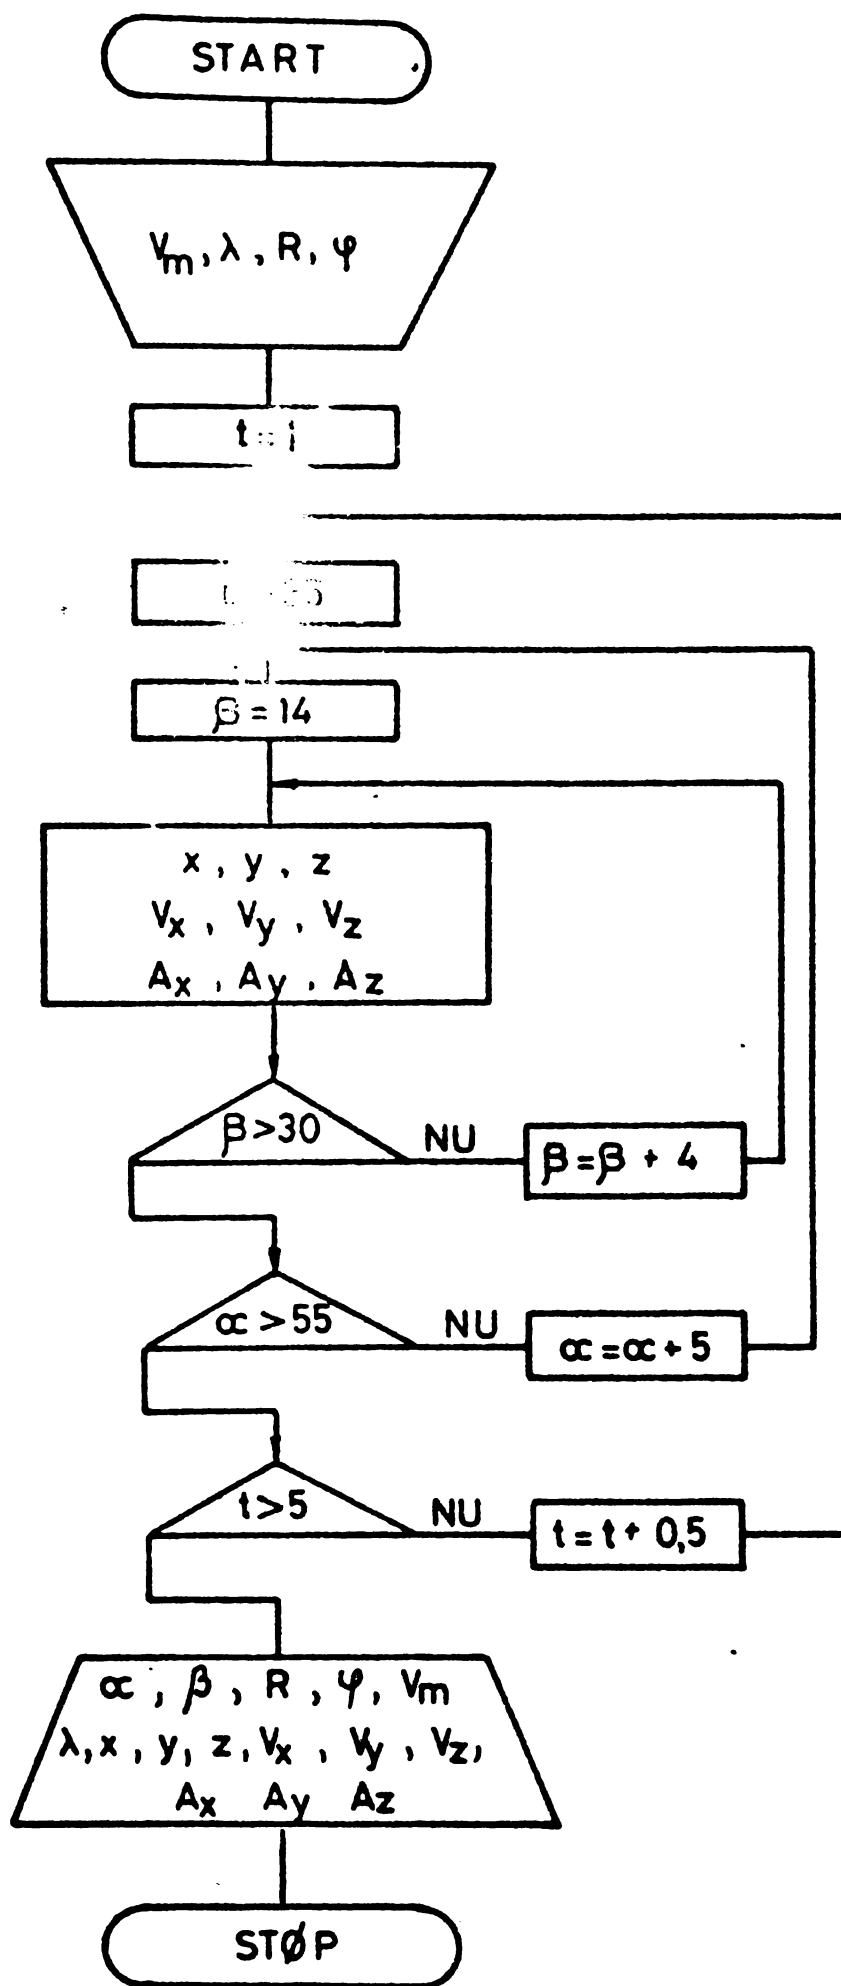 START
Vm, λ, R, φ
t = 1
β = 14
x, y, z
Vx, Vy, Vz
Ax, Ay, Az
β>30 NU β=β + 4
α > 55 NU α=α+5
t>5 NU t=t+ 0,5
α, β, R, φ, Vm
λ, x, y, z, Vx, Vy, Vz,
Ax Ay Az
STØP